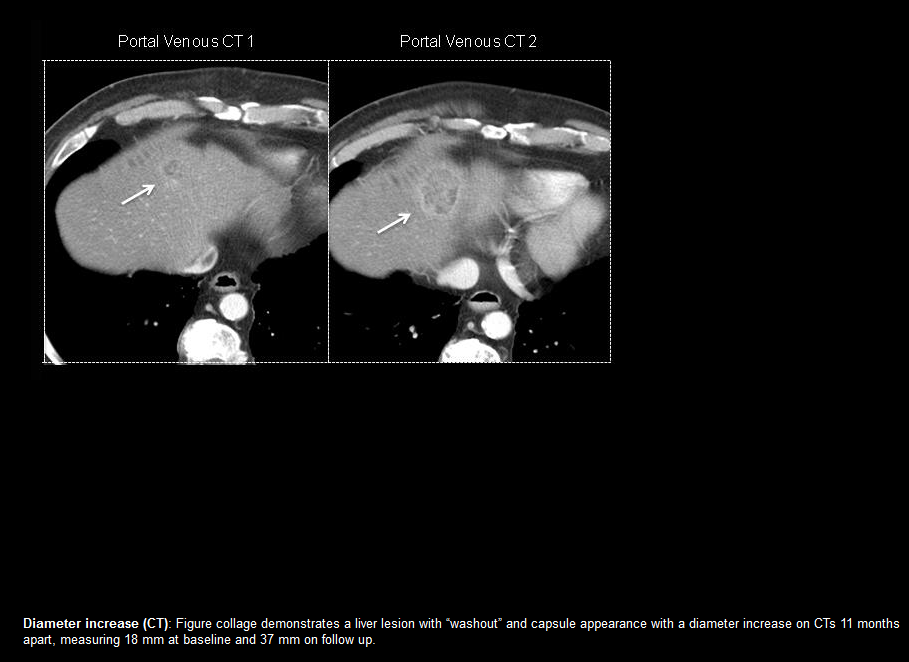 Portal Venous CT 1
Portal Venous CT 2
Diameter increase (CT): Figure collage demonstrates a liver lesion with “washout” and capsule appearance with a diameter increase on CTs 11 months
apart, measuring 18 mm at baseline and 37 mm on follow up.